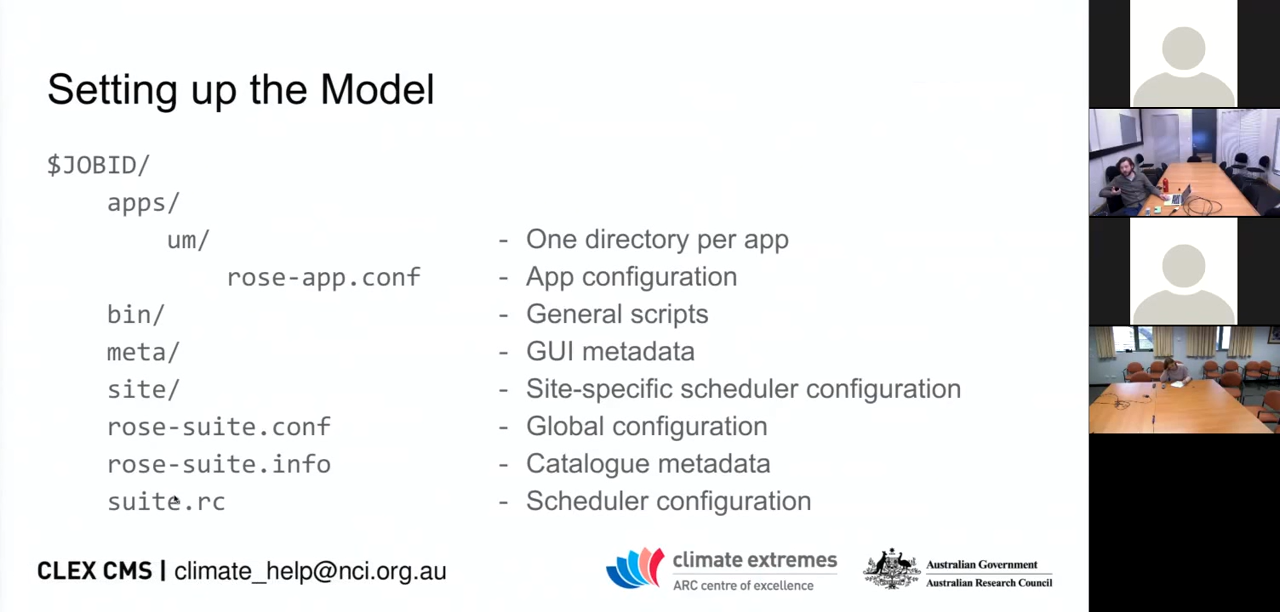 Setting up the Model
$JOBID/
apps/
um/ - One directory per app
rose-app.conf - App configuration
bin/ - General scripts
meta/ - GUI metadata
site/ - Site-specific scheduler configuration
rose-suite.conf - Global configuration
rose-suite.info - Catalogue metadata
suite.rc - Scheduler configuration
CLEX CMS | climate_help@nci.org.au
climate extremes
ARC centre of excellence
Australian Government
Australian Research Council